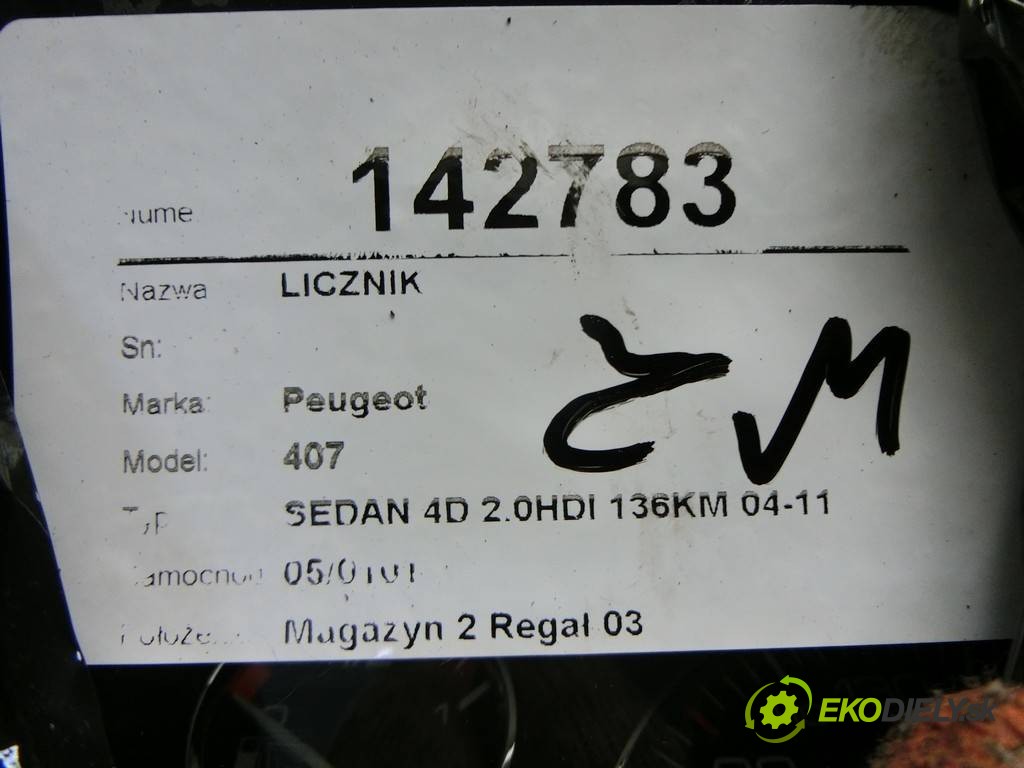 142783
Nazwa LICZNIK
Sn:
Marka: Peugeot
Model: 407
SEDAN 4D 2.0HDI 136KM 04-11
Magazyn 2 Regał 03
EKODIELY.sk